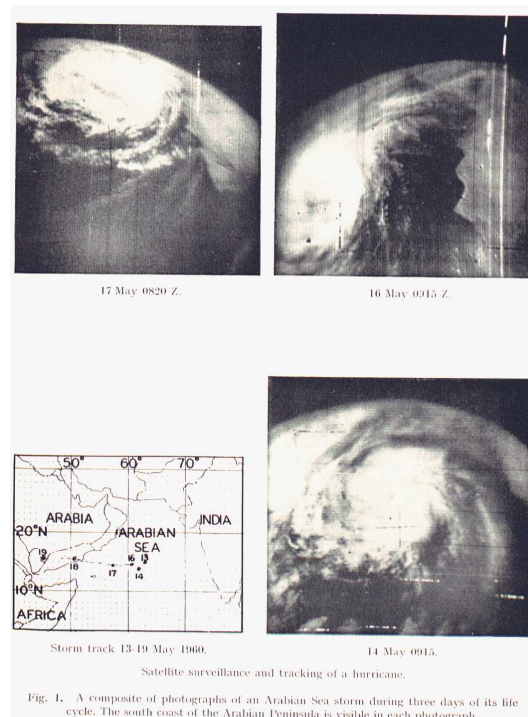 17 May 0820 Z.
16 May 0915 Z.
50° 60° 70°
ARABIA
ARABIAN
SEA
INDIA
20°N
19
18
17
16
13
14
10°N
AFRICA
Storm track 13-19 May 1960.
14 May 0915.
Satellite surveillance and tracking of a hurricane.
Fig. 1. A composite of photographs of an Arabian Sea storm during three days of its life
cycle. The south coast of the Arabian Peninsula is visible in each photograph